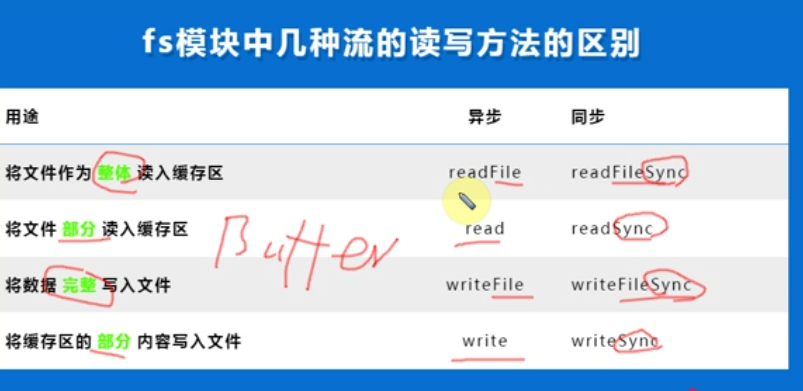 fs模块中几种流的读写方法的区别
用途 异步 同步
将文件作为 整体 读入缓存区 readFile readFileSync
将文件 部分 读入缓存区 read readSync
Buffer
将数据 完整 写入文件 writeFile writeFileSync
将缓存区的 部分 内容写入文件 write writeSync